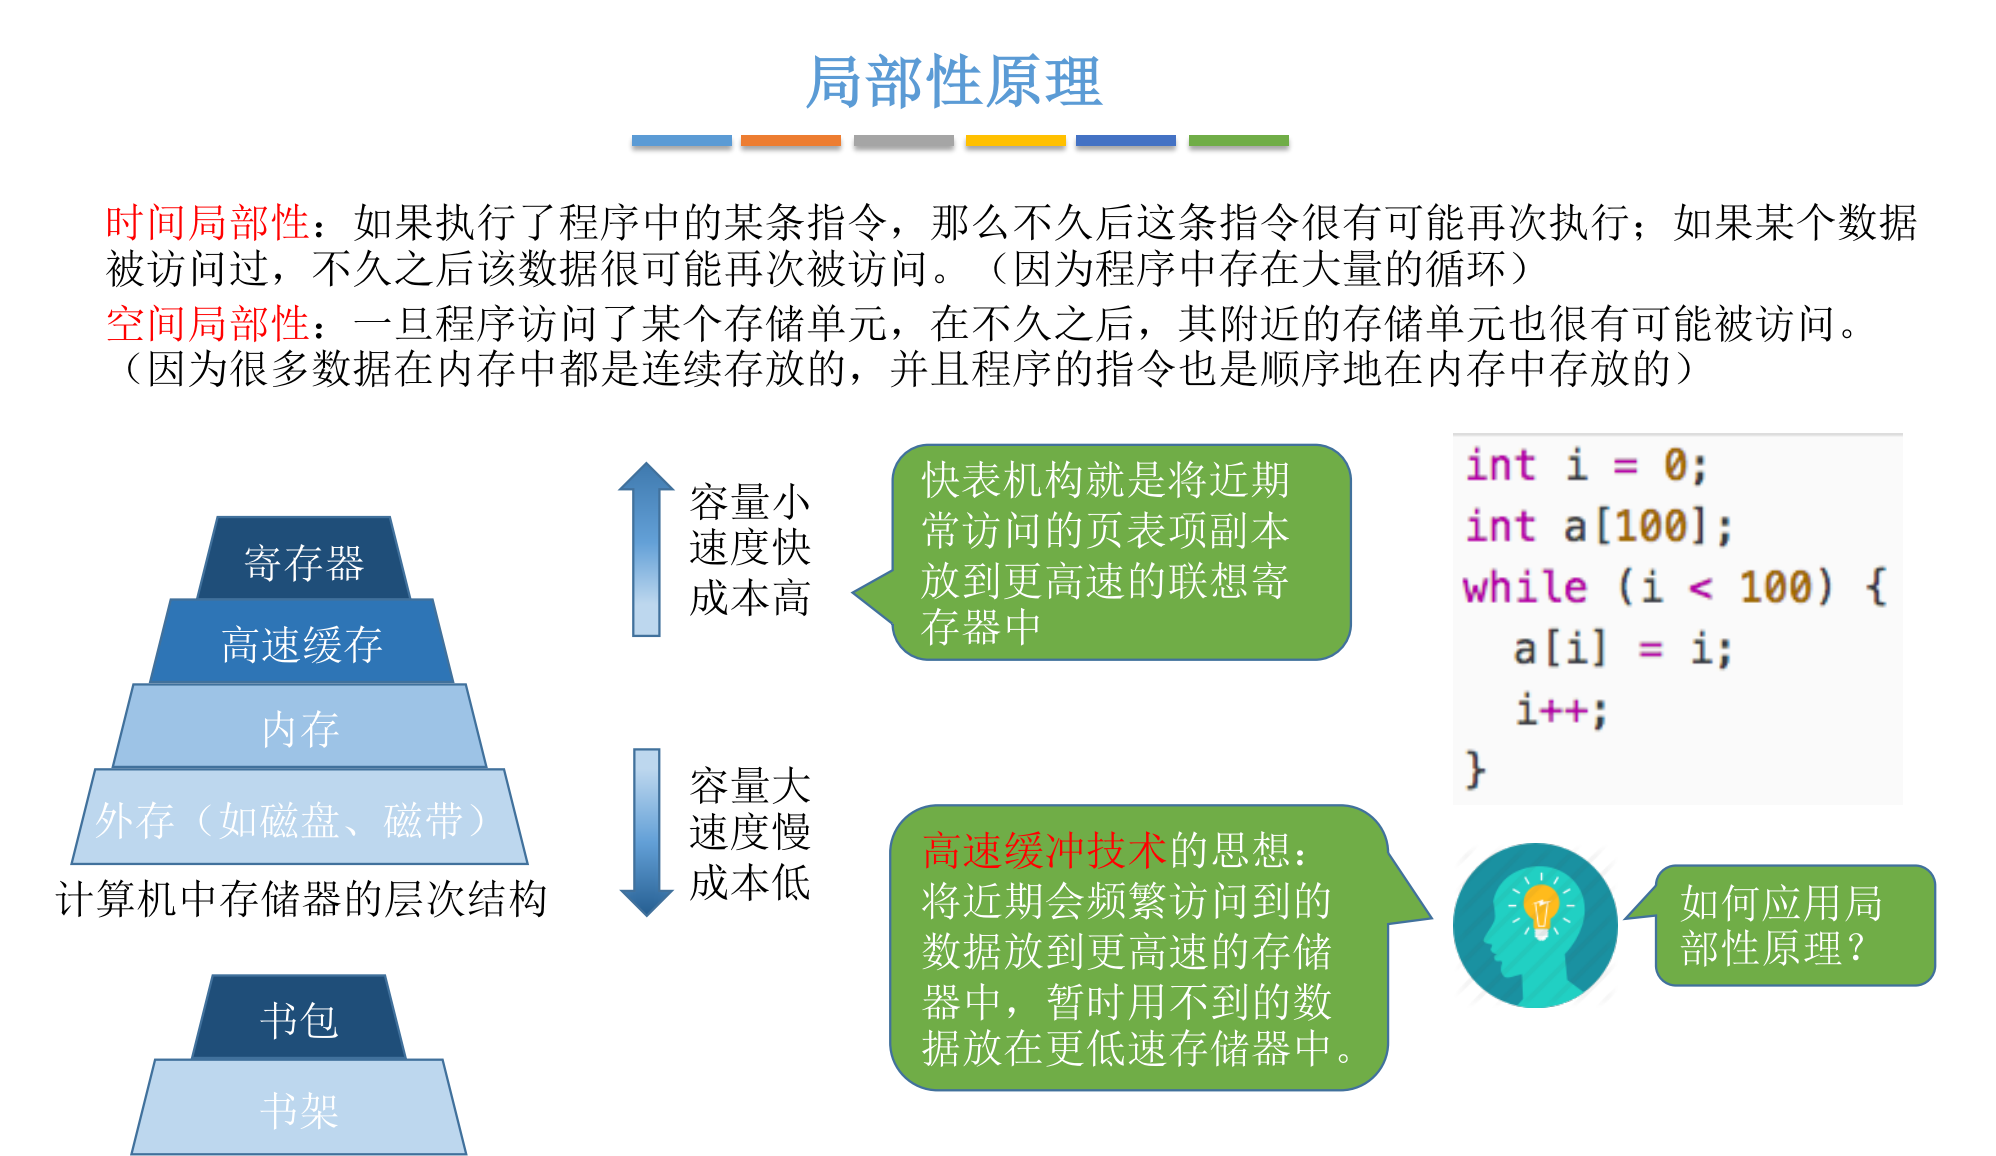 局部性原理
时间局部性：如果执行了程序中的某条指令，那么不久后这条指令很有可能再次执行；如果某个数据
被访问过，不久之后该数据很可能再次被访问。（因为程序中存在大量的循环）
空间局部性：一旦程序访问了某个存储单元，在不久之后，其附近的存储单元也很有可能被访问。
（因为很多数据在内存中都是连续存放的，并且程序的指令也是顺序地在内存中存放的）
寄存器
高速缓存
内存
外存（如磁盘、磁带）
计算机中存储器的层次结构
书包
书架
容量小
速度快
成本高
容量大
速度慢
成本低
快表机构就是将近期
常访问的页表项副本
放到更高速的联想寄
存器中
高速缓冲技术的思想：
将近期会频繁访问到的
数据放到更高速的存储
器中，暂时用不到的数
据放在更低速存储器中。
int i = 0;
int a[100];
while (i < 100) {
a[i] = i;
i++;
}
如何应用局
部性原理？